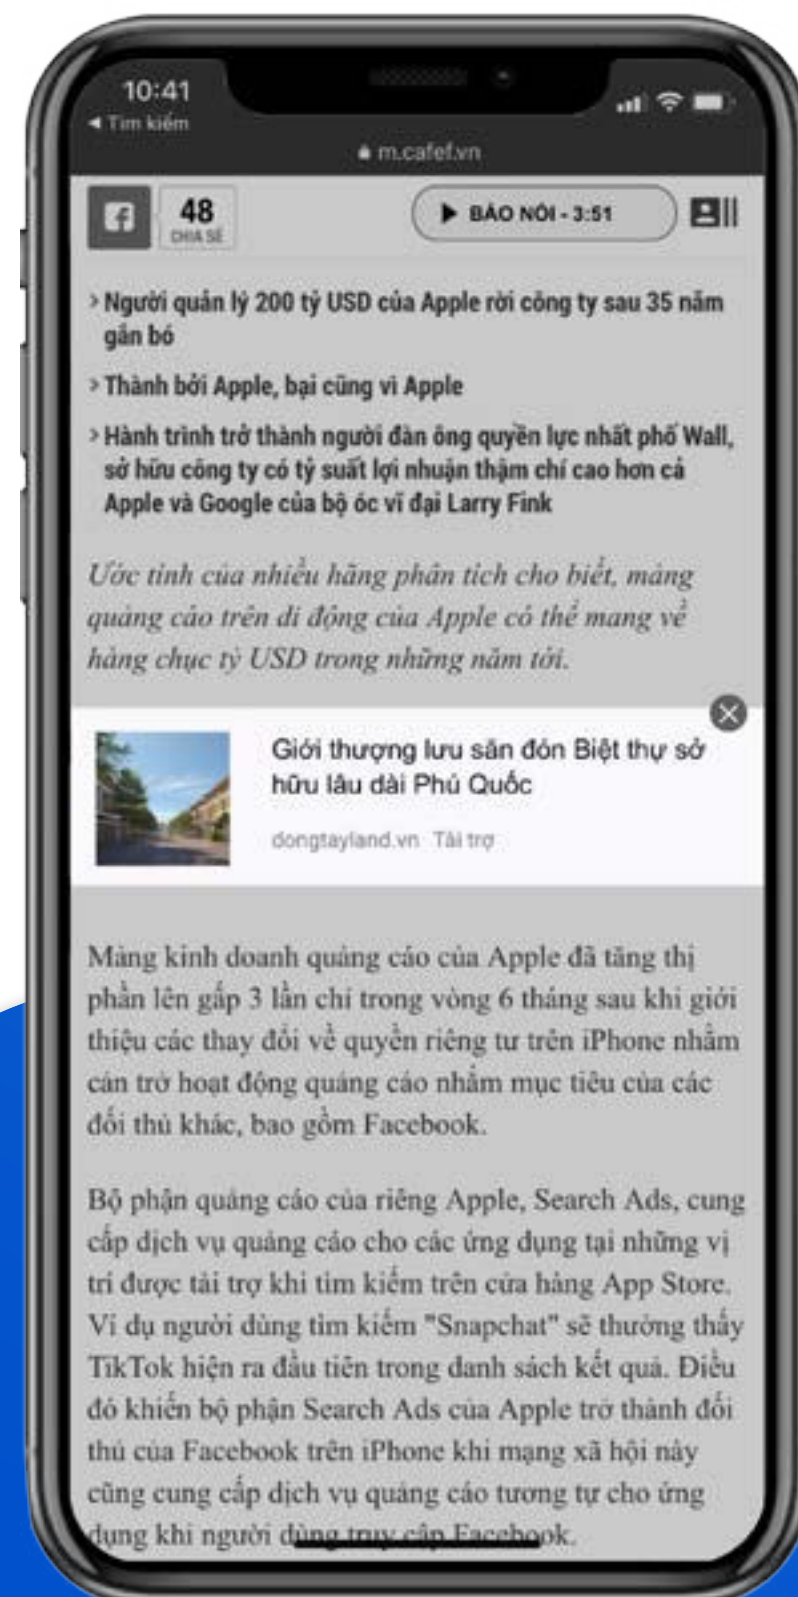 10:41
◀ Tìm kiếm
m.cafef.vn
48
CHIA SẺ
BÁO NÓI - 3:51
> Người quản lý 200 tỷ USD của Apple rời công ty sau 35 năm
gắn bó
> Thành bởi Apple, bại cũng vì Apple
> Hành trình trở thành người đàn ông quyền lực nhất phố Wall,
sở hữu công ty có tỷ suất lợi nhuận thậm chí cao hơn cả
Apple và Google của bộ óc vĩ đại Larry Fink
Ước tính của nhiều hãng phân tích cho biết, mảng
quảng cáo trên di động của Apple có thể mang về
hàng chục tỷ USD trong những năm tới.
Giới thượng lưu săn đón Biệt thự sở
hữu lâu dài Phú Quốc
dongtayland.vn Tài trợ
Mảng kinh doanh quảng cáo của Apple đã tăng thị
phần lên gấp 3 lần chỉ trong vòng 6 tháng sau khi giới
thiệu các thay đổi về quyền riêng tư trên iPhone nhằm
cản trở hoạt động quảng cáo nhằm mục tiêu của các
đối thủ khác, bao gồm Facebook.
Bộ phận quảng cáo của riêng Apple, Search Ads, cung
cấp dịch vụ quảng cáo cho các ứng dụng tại những vị
trí được tài trợ khi tìm kiếm trên cửa hàng App Store.
Ví dụ người dùng tìm kiếm "Snapchat" sẽ thường thấy
TikTok hiện ra đầu tiên trong danh sách kết quả. Điều
đó khiến bộ phận Search Ads của Apple trở thành đối
thủ của Facebook trên iPhone khi mạng xã hội này
cũng cung cấp dịch vụ quảng cáo tương tự cho ứng
dụng khi người dùng truy cập Facebook.